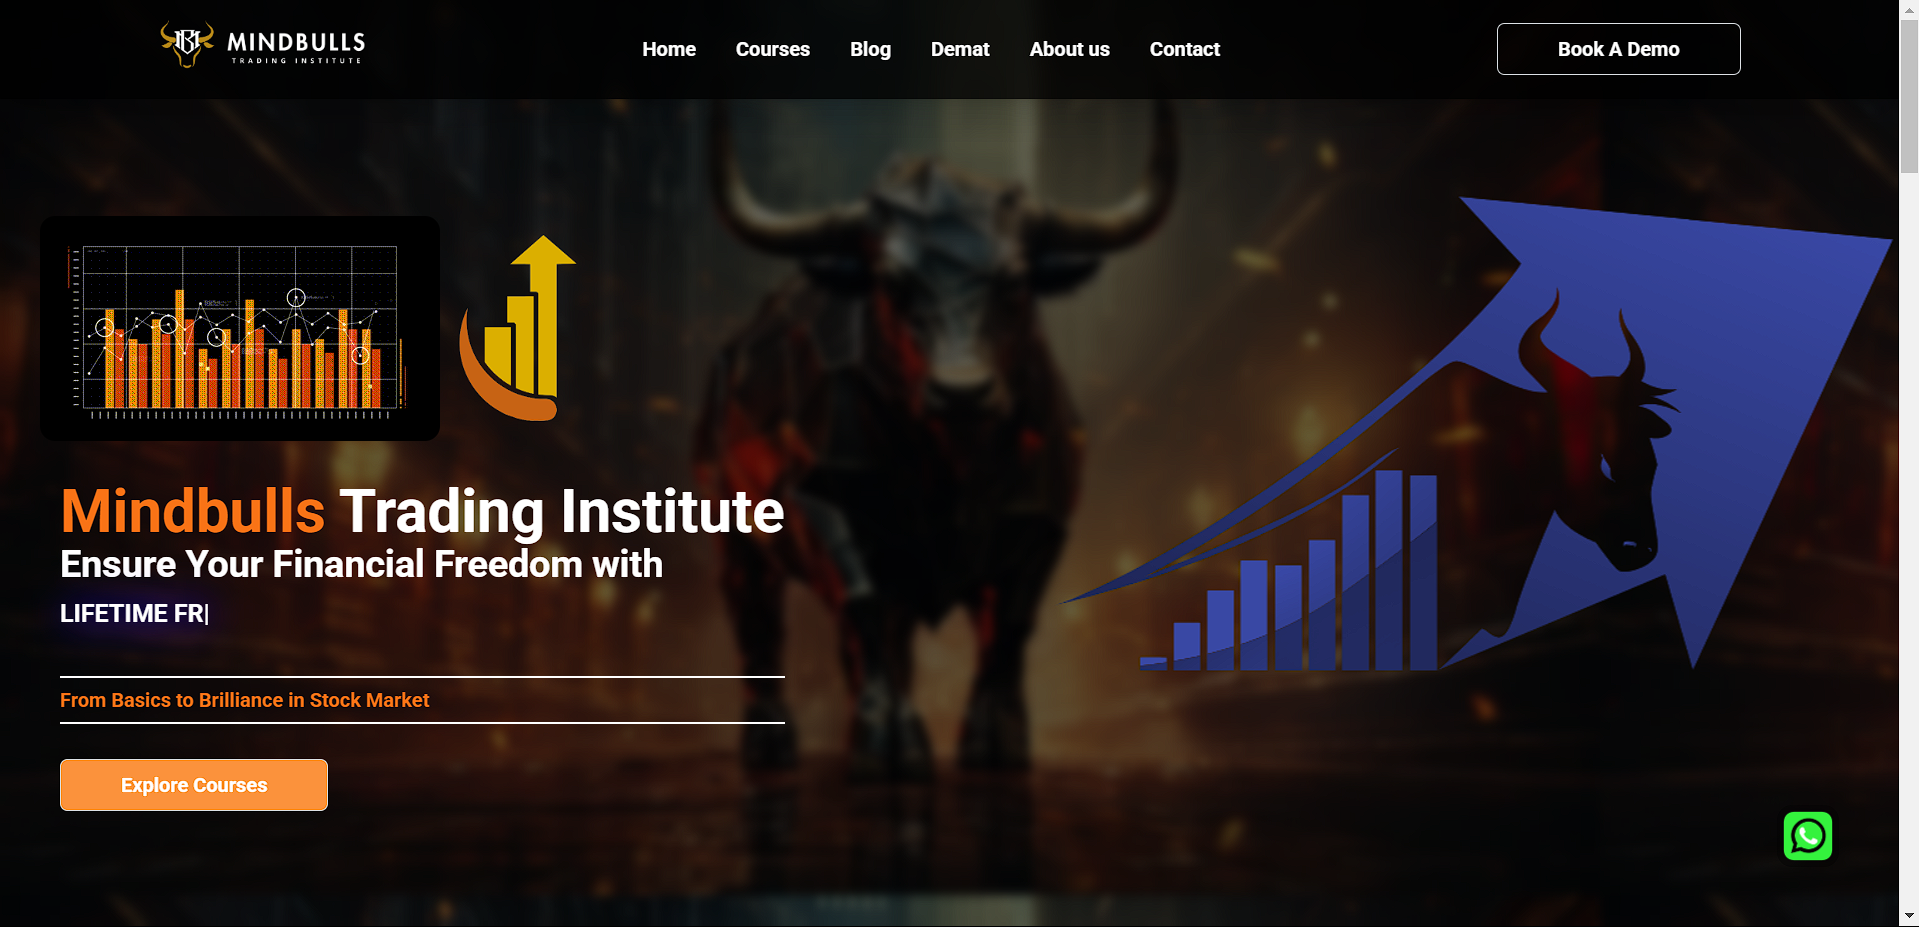 MINDBULLS
TRADING INSTITUTE
Home
Courses
Blog
Demat
About us
Contact
Book A Demo
Mindbulls Trading Institute
Ensure Your Financial Freedom with
LIFETIME FR|
From Basics to Brilliance in Stock Market
Explore Courses